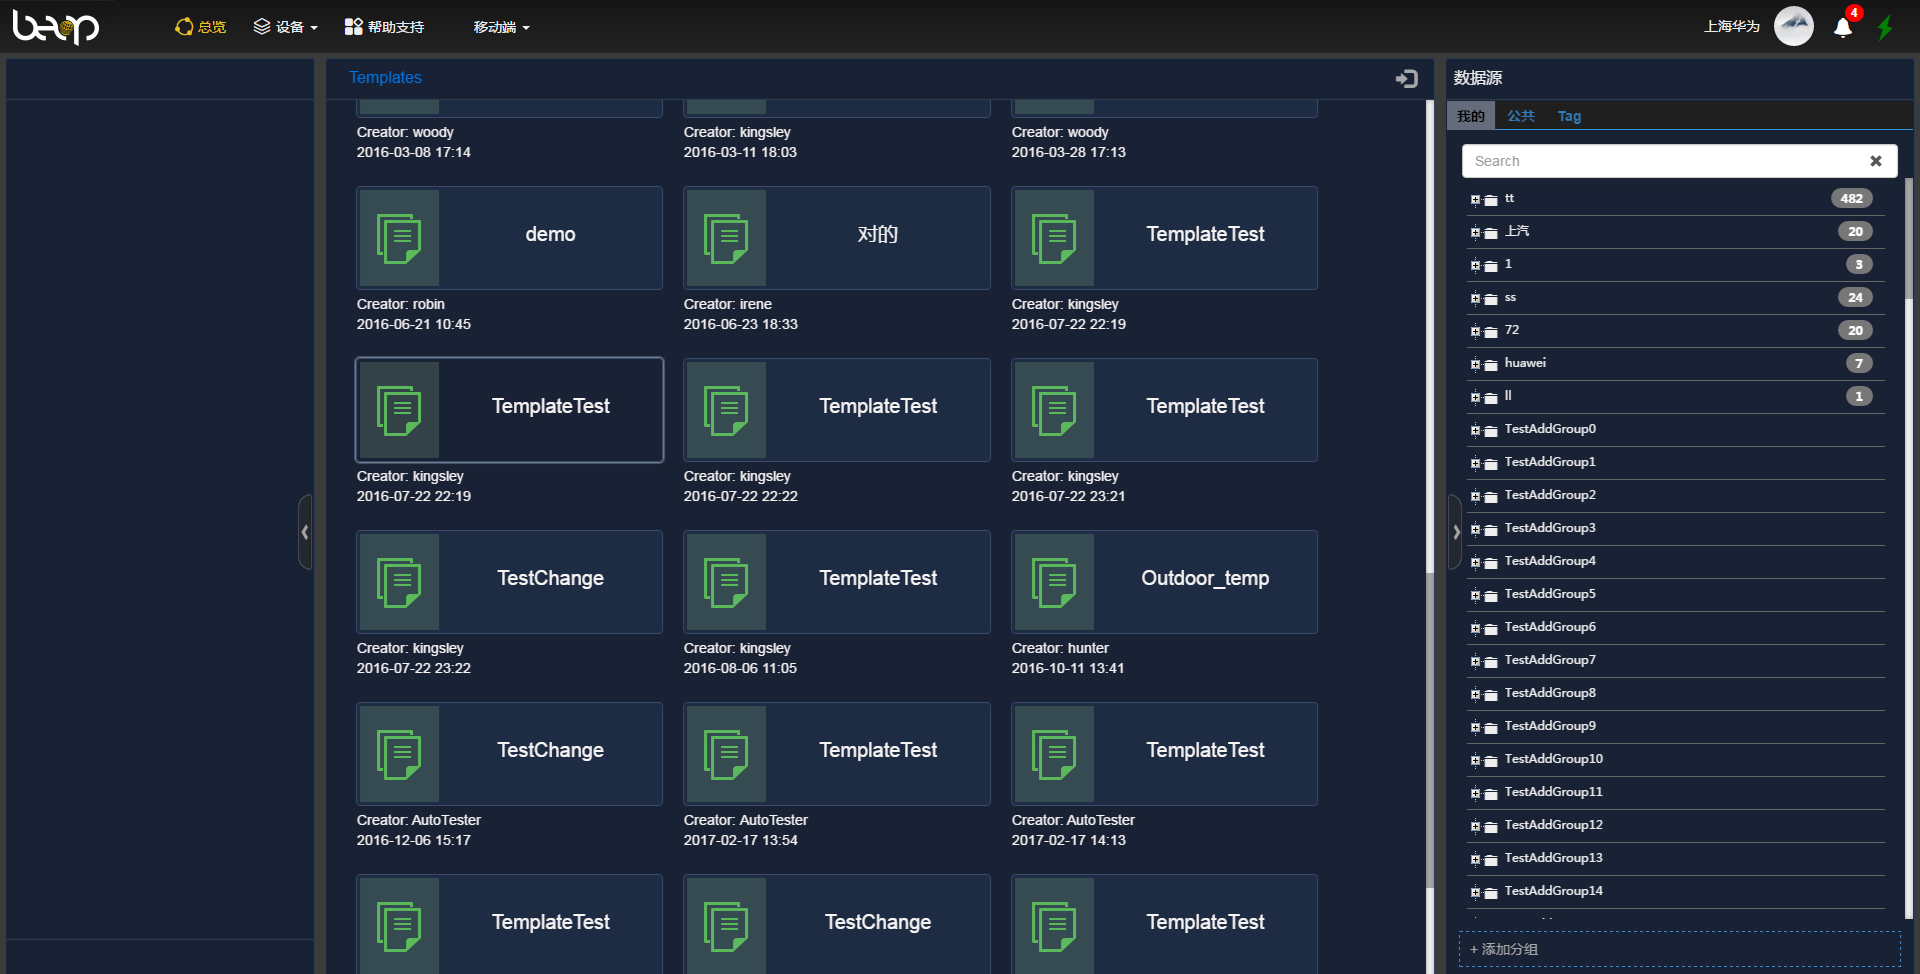 beop
总览
设备
帮助支持
移动端
上海华为
4
Templates
Creator: woody
2016-03-08 17:14
Creator: kingsley
2016-03-11 18:03
Creator: woody
2016-03-28 17:13
demo
Creator: robin
2016-06-21 10:45
对的
Creator: irene
2016-06-23 18:33
TemplateTest
Creator: kingsley
2016-07-22 22:19
TemplateTest
Creator: kingsley
2016-07-22 22:19
TemplateTest
Creator: kingsley
2016-07-22 22:22
TemplateTest
Creator: kingsley
2016-07-22 23:21
TestChange
Creator: kingsley
2016-07-22 23:22
TemplateTest
Creator: kingsley
2016-08-06 11:05
Outdoor_temp
Creator: hunter
2016-10-11 13:41
TestChange
Creator: AutoTester
2016-12-06 15:17
TemplateTest
Creator: AutoTester
2017-02-17 13:54
TemplateTest
Creator: AutoTester
2017-02-17 14:13
TemplateTest
TestChange
TemplateTest
数据源
我的 公共 Tag
Search
tt 482
上汽 20
1 3
ss 24
72 20
huawei 7
ll 1
TestAddGroup0
TestAddGroup1
TestAddGroup2
TestAddGroup3
TestAddGroup4
TestAddGroup5
TestAddGroup6
TestAddGroup7
TestAddGroup8
TestAddGroup9
TestAddGroup10
TestAddGroup11
TestAddGroup12
TestAddGroup13
TestAddGroup14
+ 添加分组